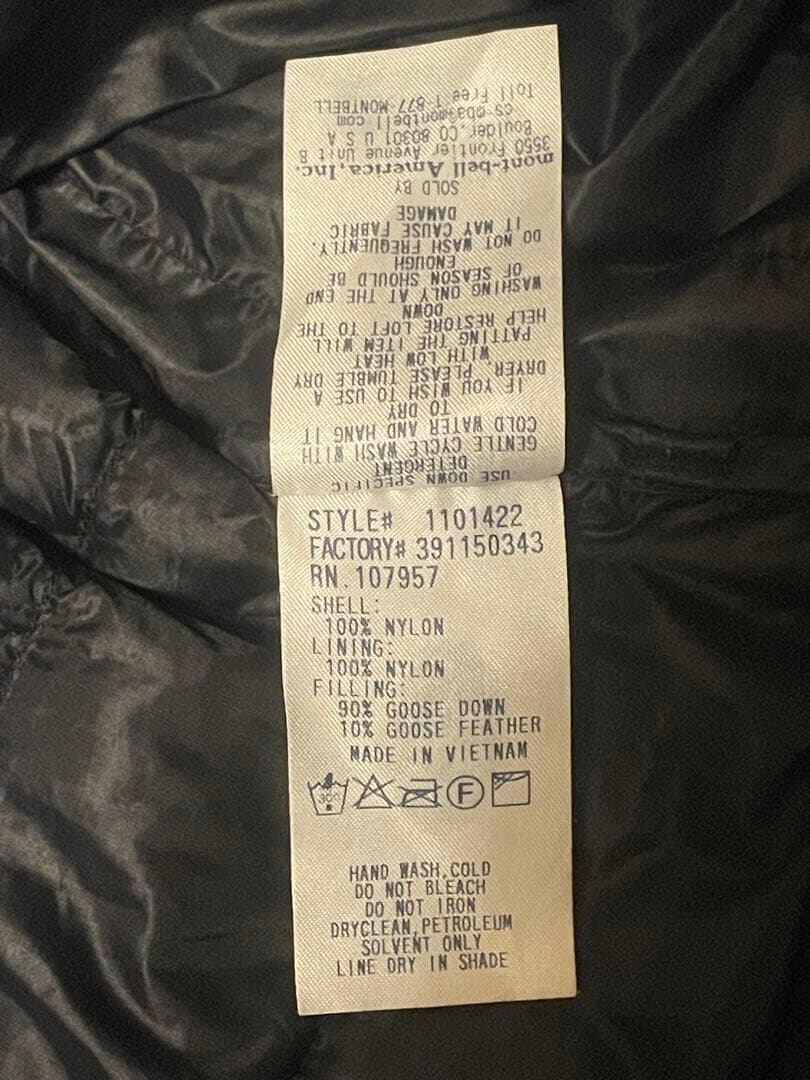 USE DOWN SPECIFIC
DETERGENT
GENTLE CYCLE WASH WITH
COLD WATER AND HANG IT
TO DRY
IF YOU WISH TO USE A
DRYER, PLEASE TUMBLE DRY
WITH LOW HEAT
PATTING THE ITEM WILL
HELP RESTORE LOFT TO THE
DOWN
WASHING ONLY AT THE END
OF SEASON SHOULD BE
ENOUGH
DO NOT WASH FREQUENTLY.
IT MAY CAUSE FABRIC
DAMAGE
SOLD BY
mont-bell America, Inc.
3550 Frontier Avenue Unit B
Boulder, CO 80301 U S A
montbell com
Toll Free 1-877-MONTBELL
STYLE# 1101422
FACTORY# 391150343
RN.107957
SHELL:
100% NYLON
LINING:
100% NYLON
FILLING:
90% GOOSE DOWN
10% GOOSE FEATHER
MADE IN VIETNAM
30C F
HAND WASH,COLD
DO NOT BLEACH
DO NOT IRON
DRYCLEAN,PETROLEUM
SOLVENT ONLY
LINE DRY IN SHADE